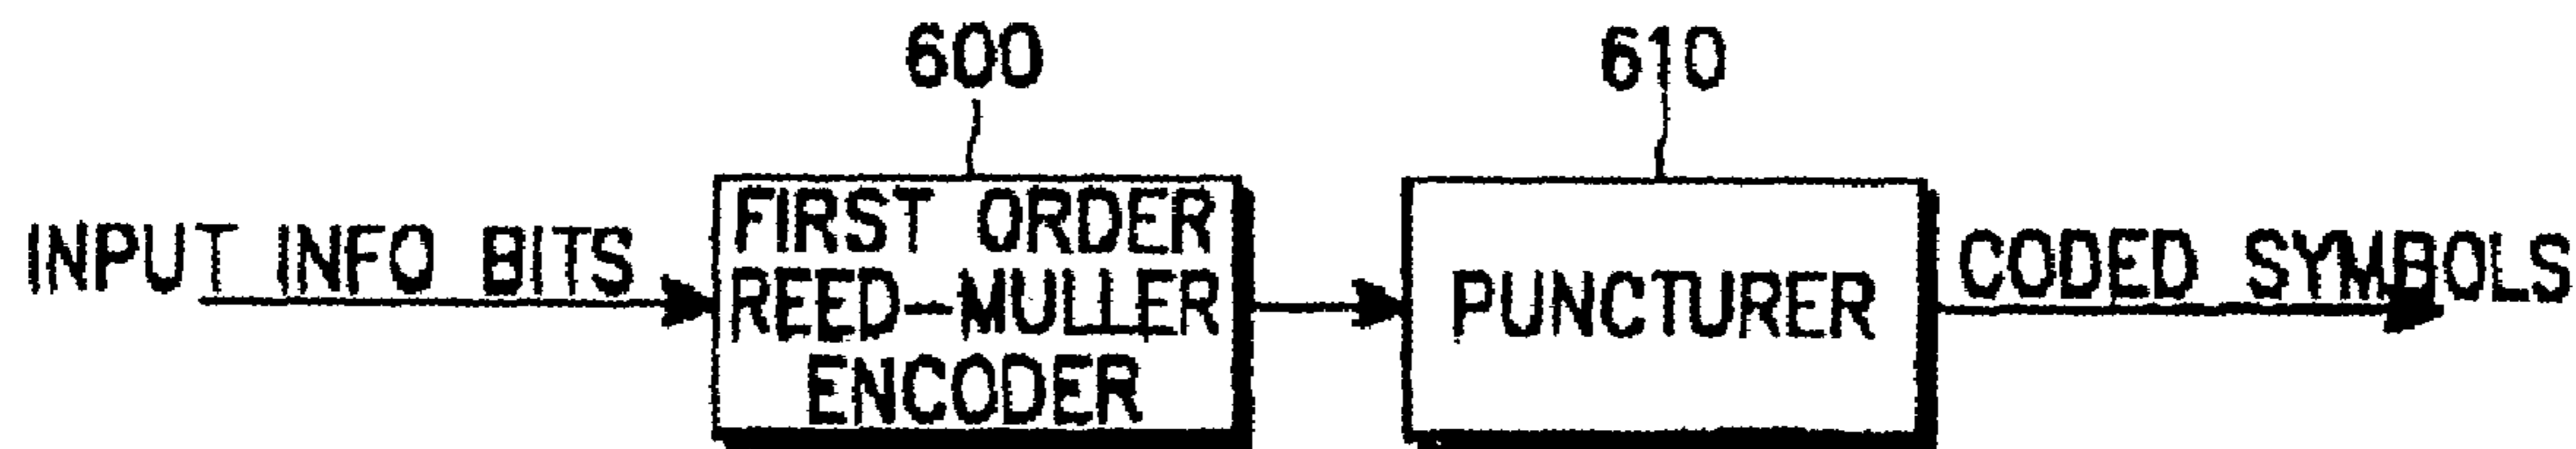 600
610
INPUT INFO BITS
FIRST ORDER
REED-MULLER
ENCODER
PUNCTURER
CODED SYMBOLS